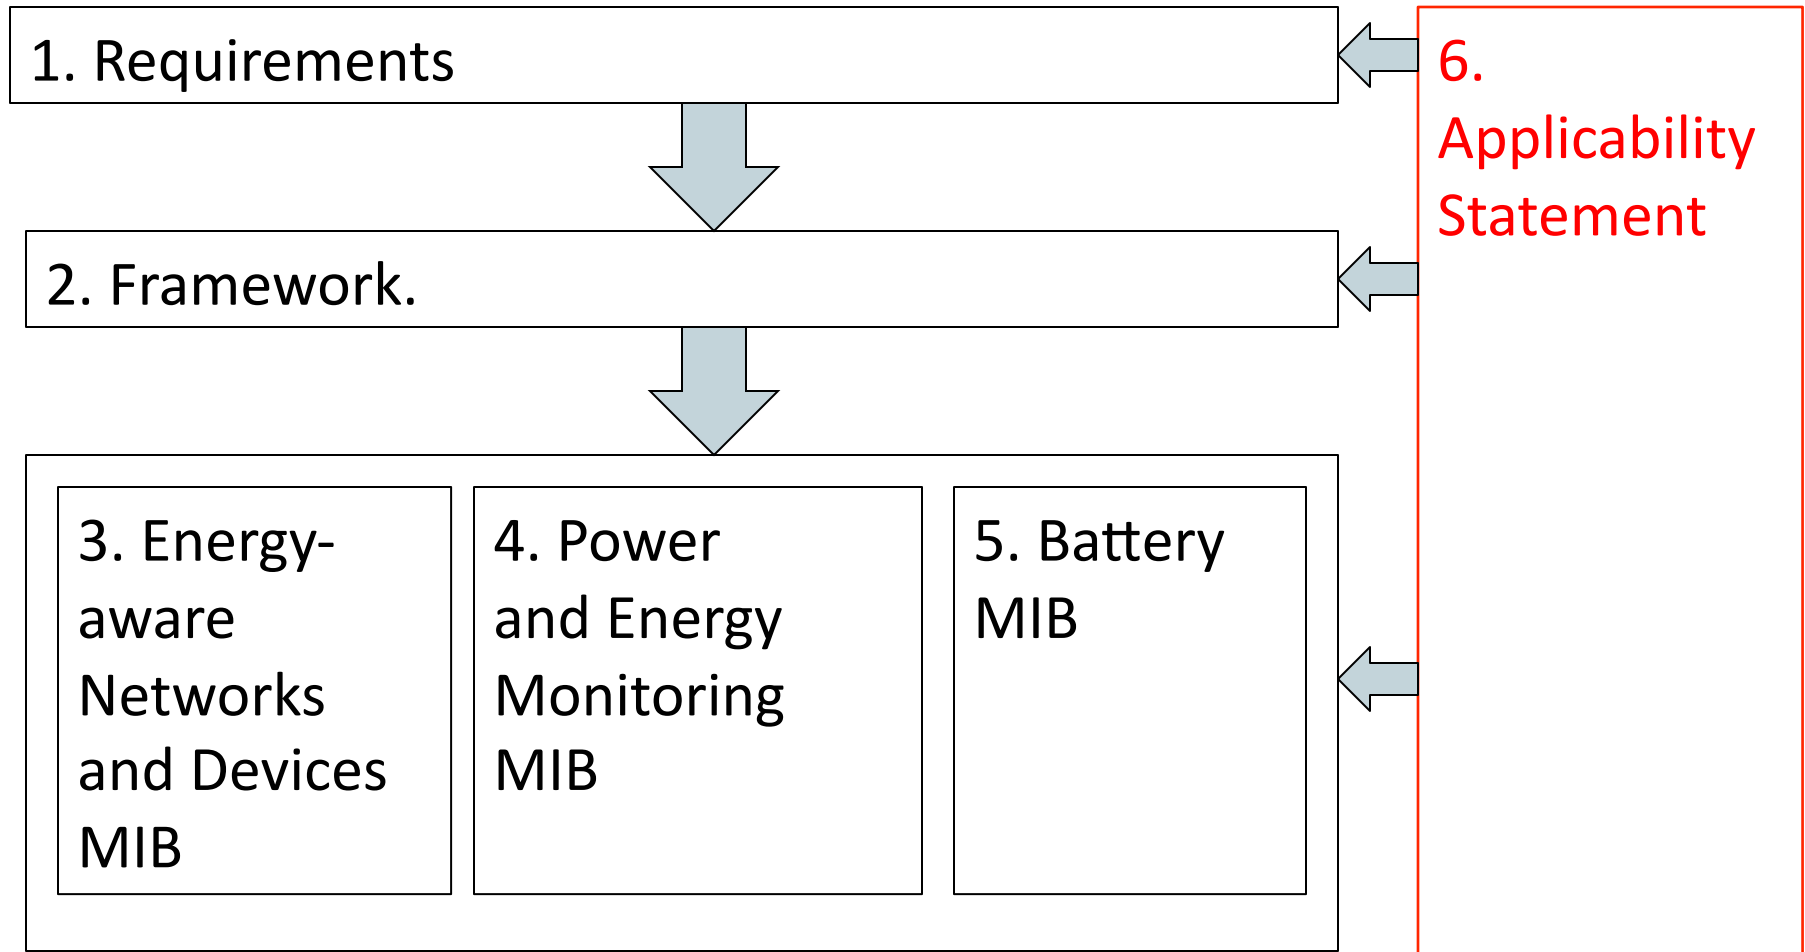 1. Requirements
6.
Applicability
Statement
2. Framework.
3. Energy-
aware
Networks
and Devices
MIB
4. Power
and Energy
Monitoring
MIB
5. Battery
MIB